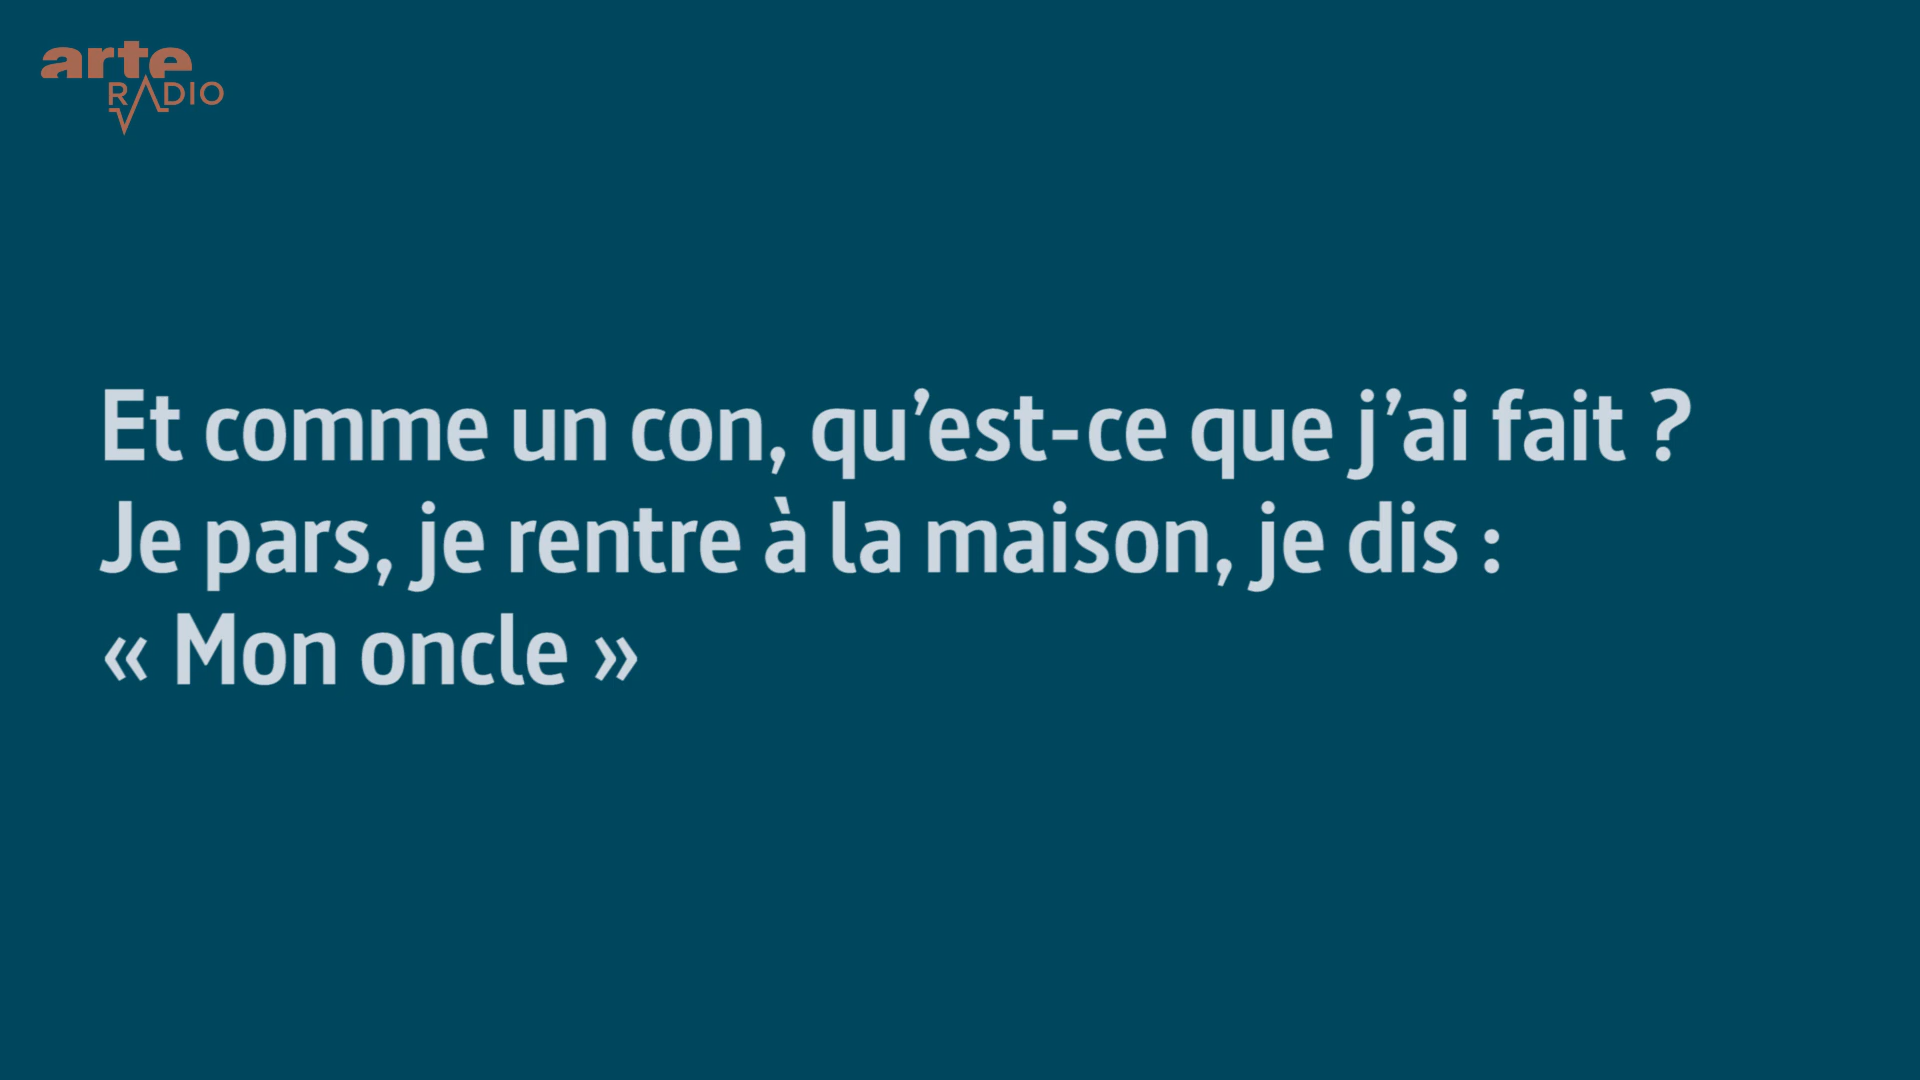 arte
RADIO
Et comme un con, qu’est-ce que j’ai fait ?
Je pars, je rentre à la maison, je dis :
« Mon oncle »